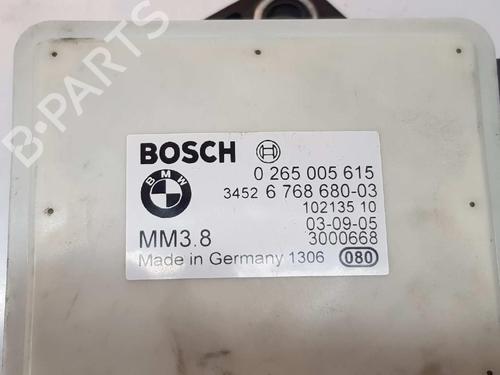 B-PARTS
BOSCH
0 265 005 615
BMW
3452 6 768 680-03
102135 10
03-09-05
MM3.8
3000668
Made in Germany 1306
080